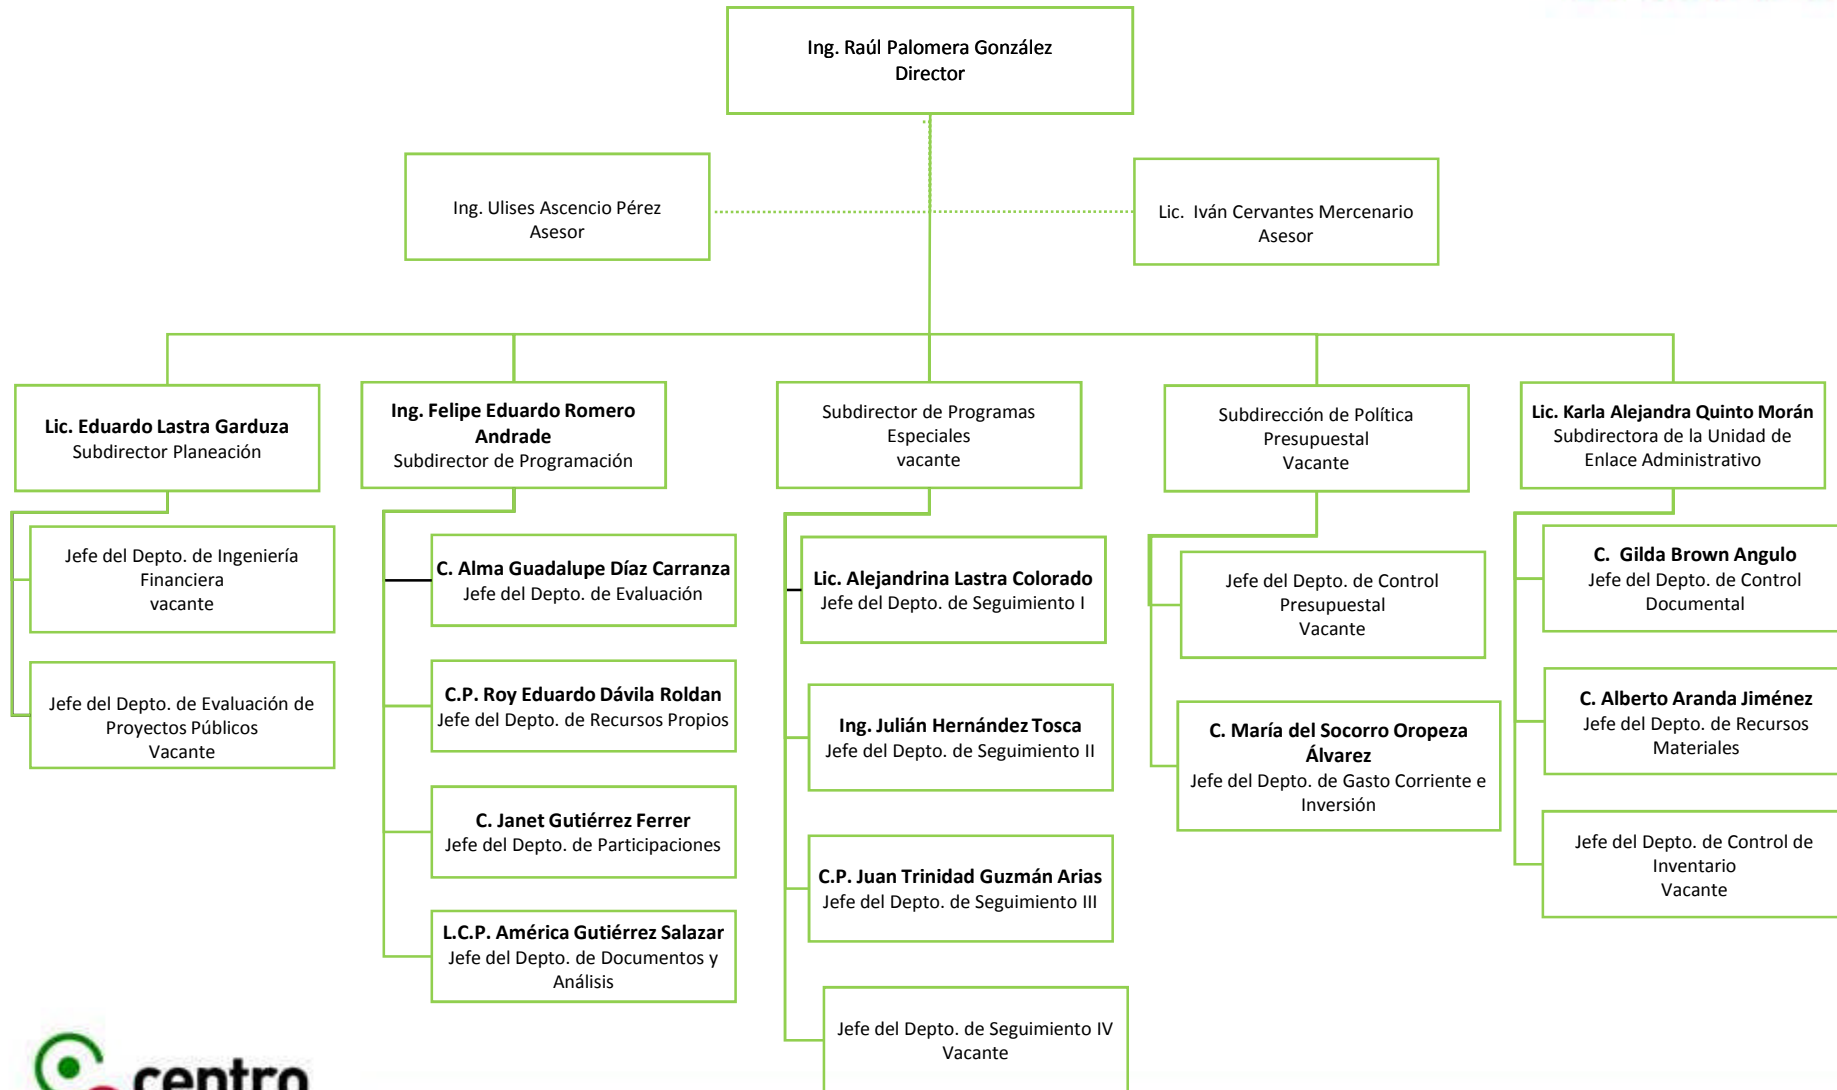 Ing. Raúl Palomera González
Director
Ing. Ulises Ascencio Pérez
Asesor
Lic. Iván Cervantes Mercenario
Asesor
Lic. Eduardo Lastra Garduza
Subdirector Planeación
Jefe del Depto. de Ingeniería
Financiera
vacante
Jefe del Depto. de Evaluación de
Proyectos Públicos
Vacante
Ing. Felipe Eduardo Romero
Andrade
Subdirector de Programación
C. Alma Guadalupe Díaz Carranza
Jefe del Depto. de Evaluación
C.P. Roy Eduardo Dávila Roldan
Jefe del Depto. de Recursos Propios
C. Janet Gutiérrez Ferrer
Jefe del Depto. de Participaciones
L.C.P. América Gutiérrez Salazar
Jefe del Depto. de Documentos y
Análisis
Subdirector de Programas
Especiales
vacante
Lic. Alejandrina Lastra Colorado
Jefe del Depto. de Seguimiento I
Ing. Julián Hernández Tosca
Jefe del Depto. de Seguimiento II
C.P. Juan Trinidad Guzmán Arias
Jefe del Depto. de Seguimiento III
Jefe del Depto. de Seguimiento IV
Vacante
Subdirección de Política
Presupuestal
Vacante
Jefe del Depto. de Control
Presupuestal
Vacante
C. María del Socorro Oropeza
Álvarez
Jefe del Depto. de Gasto Corriente e
Inversión
Lic. Karla Alejandra Quinto Morán
Subdirectora de la Unidad de
Enlace Administrativo
C. Gilda Brown Angulo
Jefe del Depto. de Control
Documental
C. Alberto Aranda Jiménez
Jefe del Depto. de Recursos
Materiales
Jefe del Depto. de Control de
Inventario
Vacante
centro